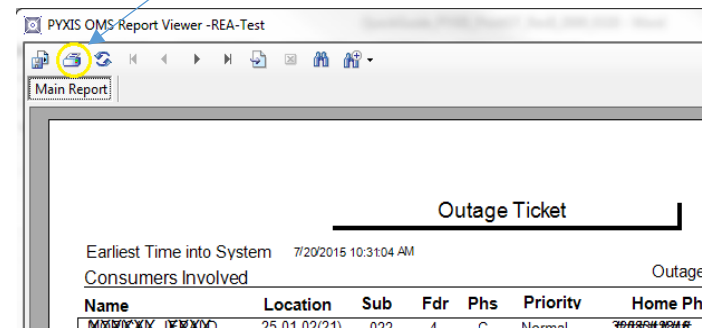 PYXIS OMS Report Viewer -REA-Test
Main Report
Outage Ticket
Earliest Time into System 7/20/2015 10:31:04 AM
Consumers Involved Outage
Name Location Sub Fdr Phs Priority Home Ph
25 01 02(21) 022 4 C Normal